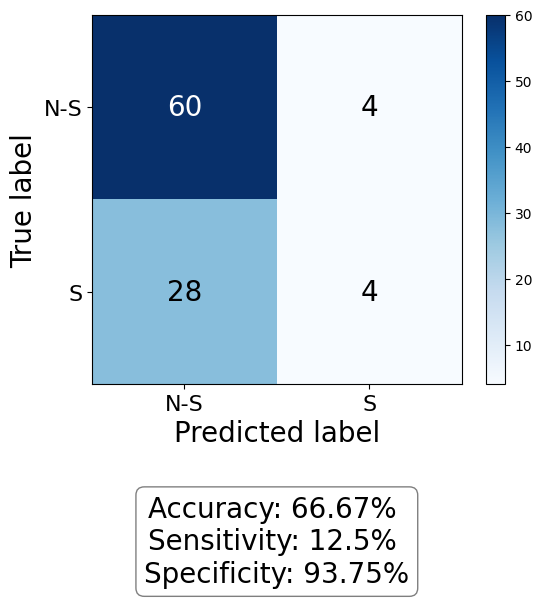 60
N-S
60
4
50
True label
40
30
S
28
4
20
10
N-S
S
Predicted label
Accuracy: 66.67%
Sensitivity: 12.5%
Specificity: 93.75%